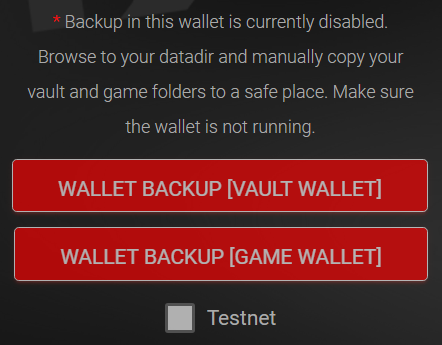 * Backup in this wallet is currently disabled.
Browse to your datadir and manually copy your
vault and game folders to a safe place. Make sure
the wallet is not running.
WALLET BACKUP [VAULT WALLET]
WALLET BACKUP [GAME WALLET]
Testnet